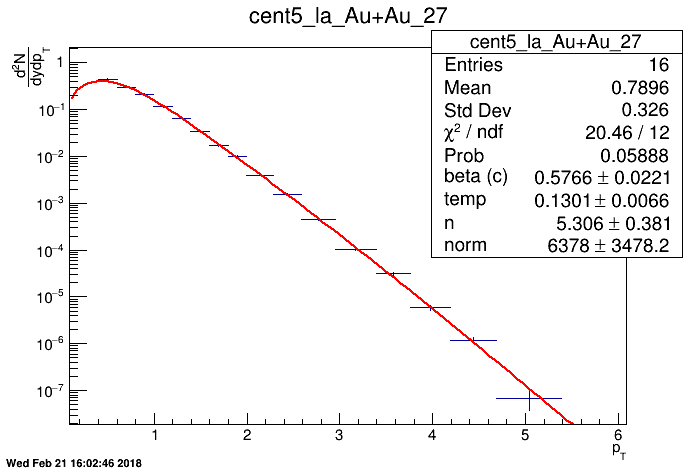 cent5_la_Au+Au_27
cent5_la_Au+Au_27
Entries 16
Mean 0.7896
Std Dev 0.326
χ² / ndf 20.46 / 12
Prob 0.05888
beta (c) 0.5766 ± 0.0221
temp 0.1301 ± 0.0066
n 5.306 ± 0.381
norm 6378 ± 3478.2
d²N
dydp_T
1
10⁻¹
10⁻²
10⁻³
10⁻⁴
10⁻⁵
10⁻⁶
10⁻⁷
1 2 3 4 5 6
p_T
Wed Feb 21 16:02:46 2018